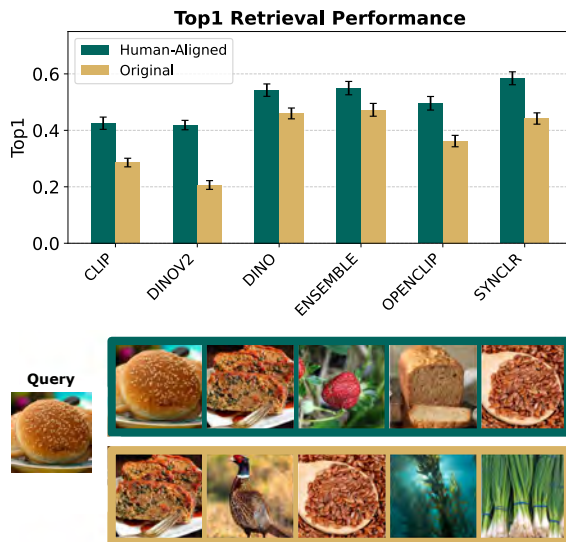 Top1 Retrieval Performance
Human-Aligned
Original
Top1
0.6
0.4
0.2
0.0
CLIP
DINOV2
DINO
ENSEMBLE
OPENCLIP
SYNCLR
Query